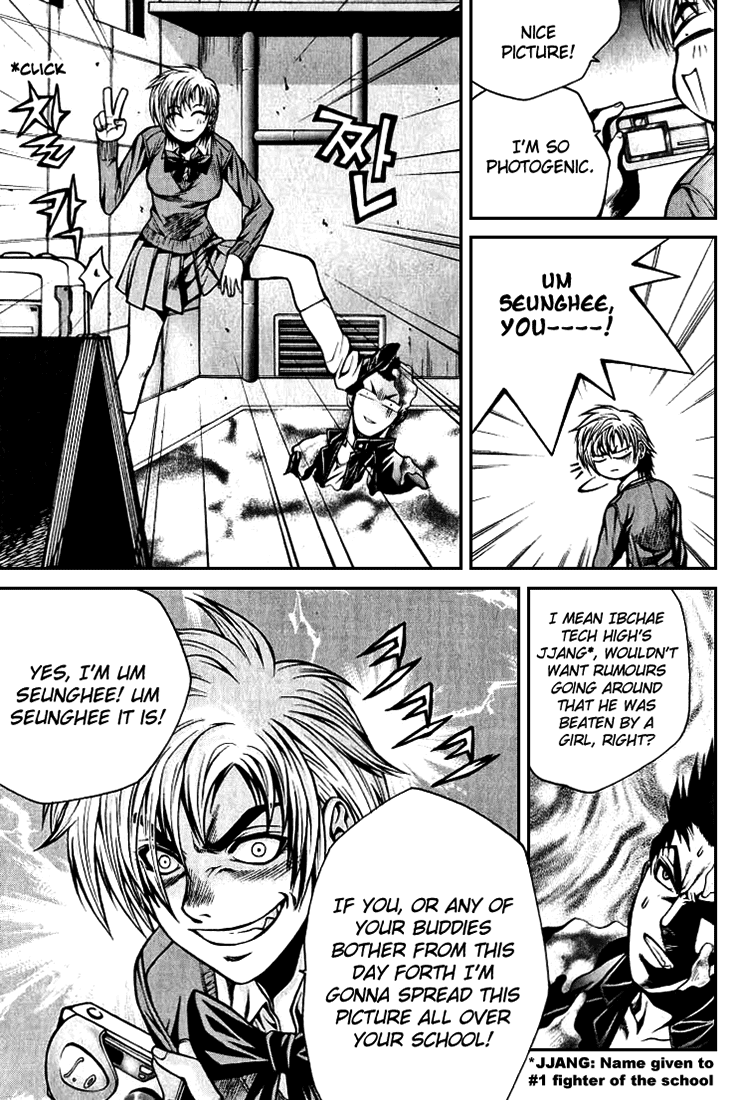 *CLICK
찰칵
짠
NICE
PICTURE!
I'M SO
PHOTOGENIC.
UM
SEUNGHEE,
YOU----!
YES, I'M UM
SEUNGHEE! UM
SEUNGHEE IT IS!
IF YOU, OR ANY OF
YOUR BUDDIES
BOTHER FROM THIS
DAY FORTH I'M
GONNA SPREAD THIS
PICTURE ALL OVER
YOUR SCHOOL!
I MEAN IBCHAE
TECH HIGH'S
JJANG*, WOULDN'T
WANT RUMOURS
GOING AROUND
THAT HE WAS
BEATEN BY A
GIRL, RIGHT?
*JJANG: Name given to
#1 fighter of the school